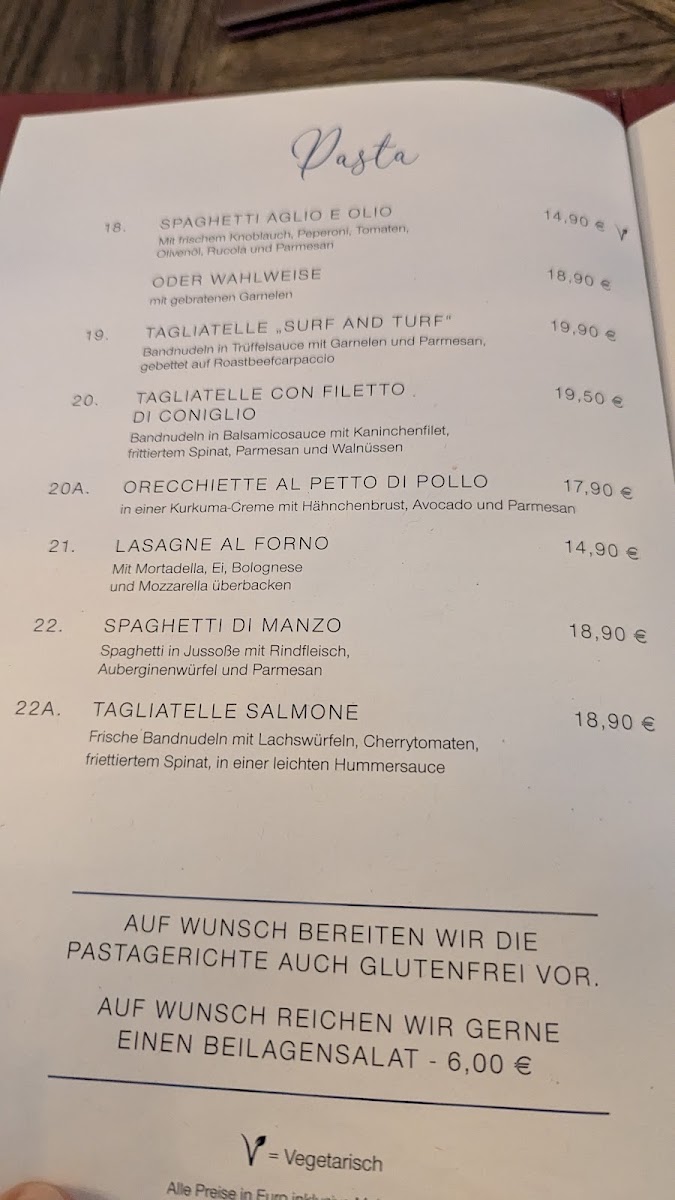 Pasta
18. SPAGHETTI AGLIO E OLIO 14,90 €
Mit frischem Knoblauch, Peperoni, Tomaten,
Olivenöl, Rucola und Parmesan
ODER WAHLWEISE 18,90 €
mit gebratenen Garnelen
19. TAGLIATELLE „SURF AND TURF" 19,90 €
Bandnudeln in Trüffelsauce mit Garnelen und Parmesan,
gebettet auf Roastbeefcarpaccio
20. TAGLIATELLE CON FILETTO 19,50 €
DI CONIGLIO
Bandnudeln in Balsamicosauce mit Kaninchenfilet,
frittiertem Spinat, Parmesan und Walnüssen
20A. ORECCHIETTE AL PETTO DI POLLO 17,90 €
in einer Kurkuma-Creme mit Hähnchenbrust, Avocado und Parmesan
21. LASAGNE AL FORNO 14,90 €
Mit Mortadella, Ei, Bolognese
und Mozzarella überbacken
22. SPAGHETTI DI MANZO 18,90 €
Spaghetti in Jussoße mit Rindfleisch,
Auberginenwürfel und Parmesan
22A. TAGLIATELLE SALMONE 18,90 €
Frische Bandnudeln mit Lachswürfeln, Cherrytomaten,
friettiertem Spinat, in einer leichten Hummersauce
AUF WUNSCH BEREITEN WIR DIE
PASTAGERICHTE AUCH GLUTENFREI VOR.
AUF WUNSCH REICHEN WIR GERNE
EINEN BEILAGENSALAT - 6,00 €
= Vegetarisch
Alle Preise in Euro